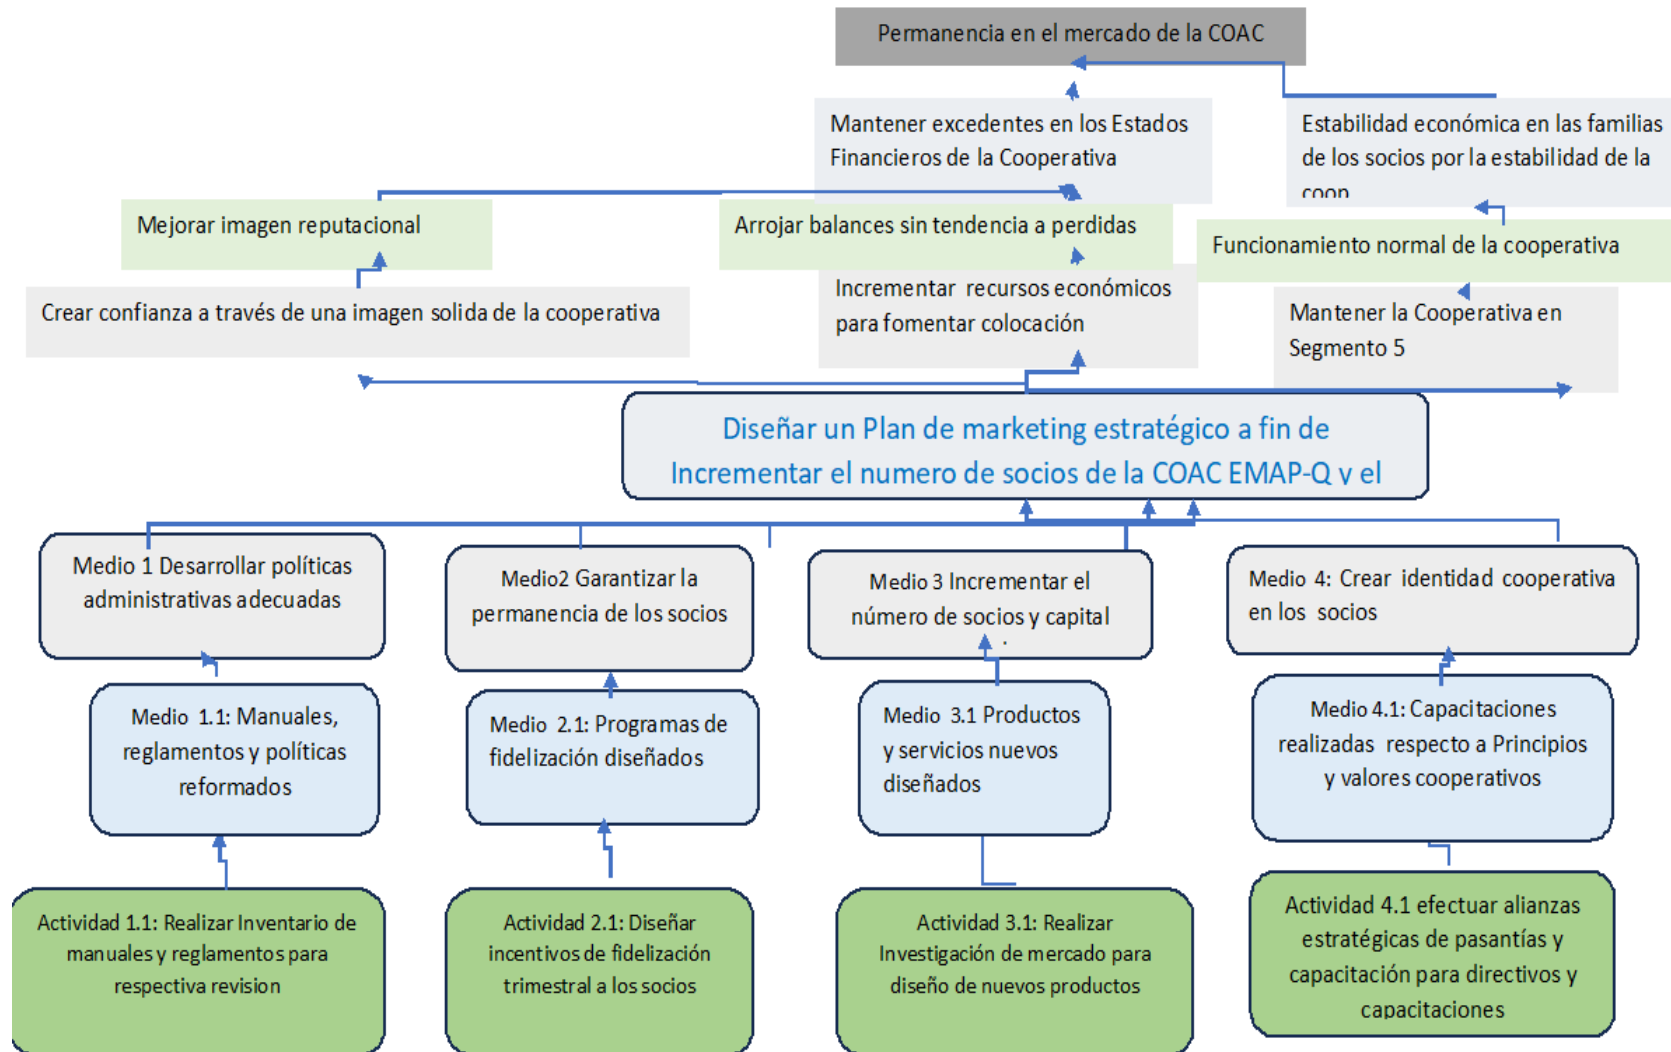 Permanencia en el mercado de la COAC
Mantener excedentes en los Estados
Financieros de la Cooperativa
Estabilidad económica en las familias
de los socios por la estabilidad de la
coop
Mejorar imagen reputacional
Arrojar balances sin tendencia a perdidas
Funcionamiento normal de la cooperativa
Crear confianza a través de una imagen solida de la cooperativa
Incrementar recursos económicos
para fomentar colocación
Mantener la Cooperativa en
Segmento 5
Diseñar un Plan de marketing estratégico a fin de
Incrementar el numero de socios de la COAC EMAP-Q y el
Medio 1 Desarrollar políticas
administrativas adecuadas
Medio2 Garantizar la
permanencia de los socios
Medio 3 Incrementar el
número de socios y capital
.
Medio 4: Crear identidad cooperativa
en los socios
Medio 1.1: Manuales,
reglamentos y políticas
reformados
Medio 2.1: Programas de
fidelización diseñados
Medio 3.1 Productos
y servicios nuevos
diseñados
Medio 4.1: Capacitaciones
realizadas respecto a Principios
y valores cooperativos
Actividad 1.1: Realizar Inventario de
manuales y reglamentos para
respectiva revision
Actividad 2.1: Diseñar
incentivos de fidelización
trimestral a los socios
Actividad 3.1: Realizar
Investigación de mercado para
diseño de nuevos productos
Actividad 4.1 efectuar alianzas
estratégicas de pasantías y
capacitación para directivos y
capacitaciones